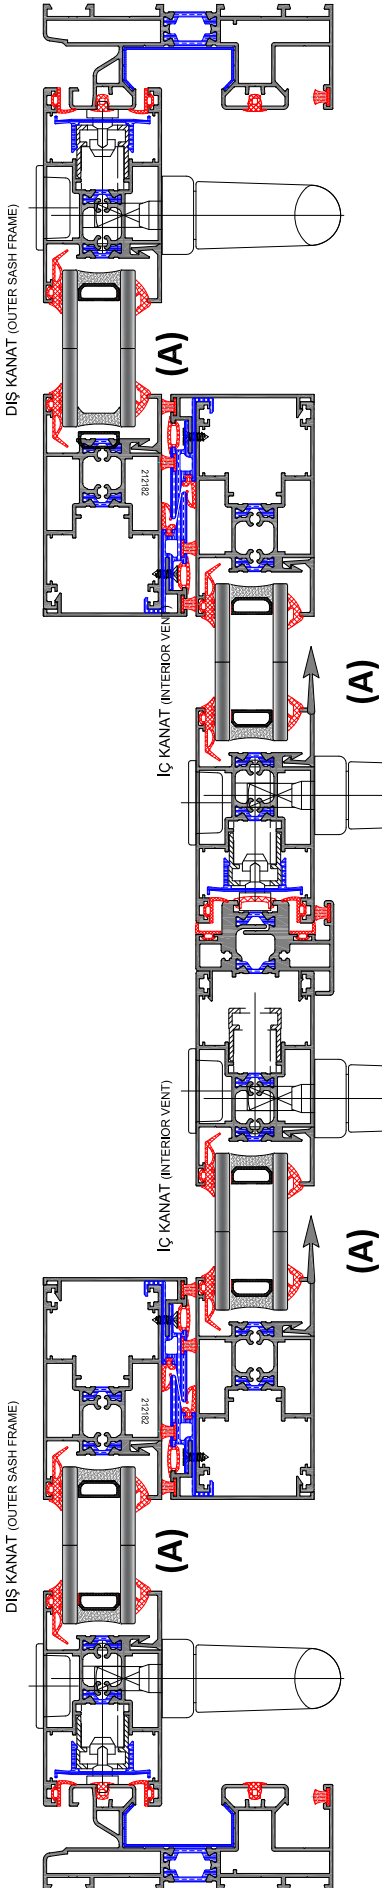 DIŞ KANAT (OUTER SASH FRAME)
(A)
212182
İÇ KANAT (INTERIOR VENT)
(A)
İÇ KANAT (INTERIOR VENT)
(A)
212182
DIŞ KANAT (OUTER SASH FRAME)
(A)